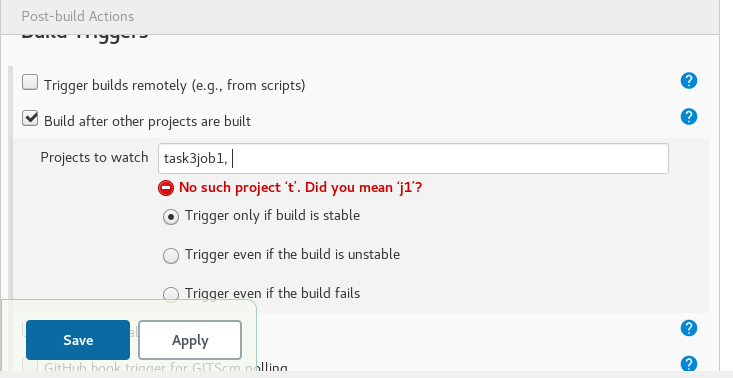 Post-build Actions
Build Triggers
Trigger builds remotely (e.g., from scripts)
Build after other projects are built
Projects to watch
task3job1,
No such project ‘t’. Did you mean ‘j1’?
Trigger only if build is stable
Trigger even if the build is unstable
Trigger even if the build fails
Save
Apply
GitHub hook trigger for GITScm polling